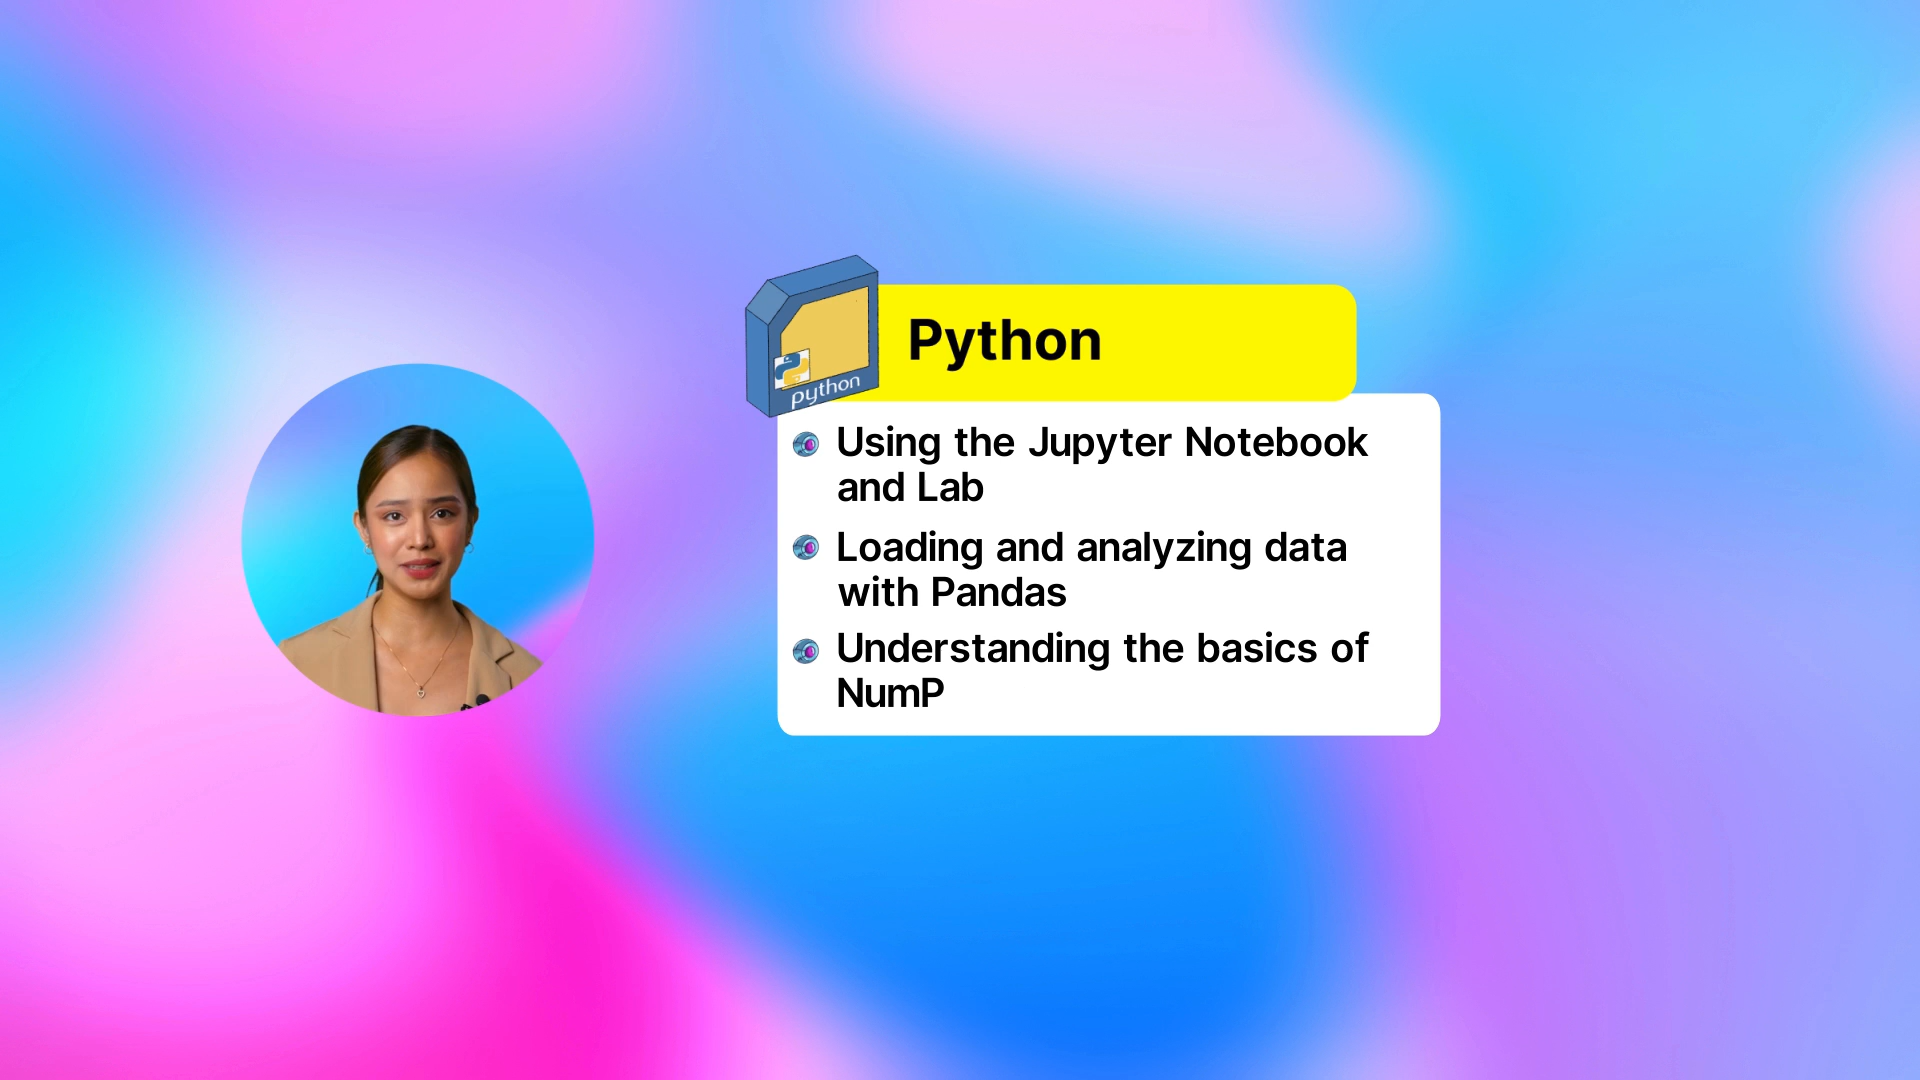 Python
python
Using the Jupyter Notebook
and Lab
Loading and analyzing data
with Pandas
Understanding the basics of
NumP